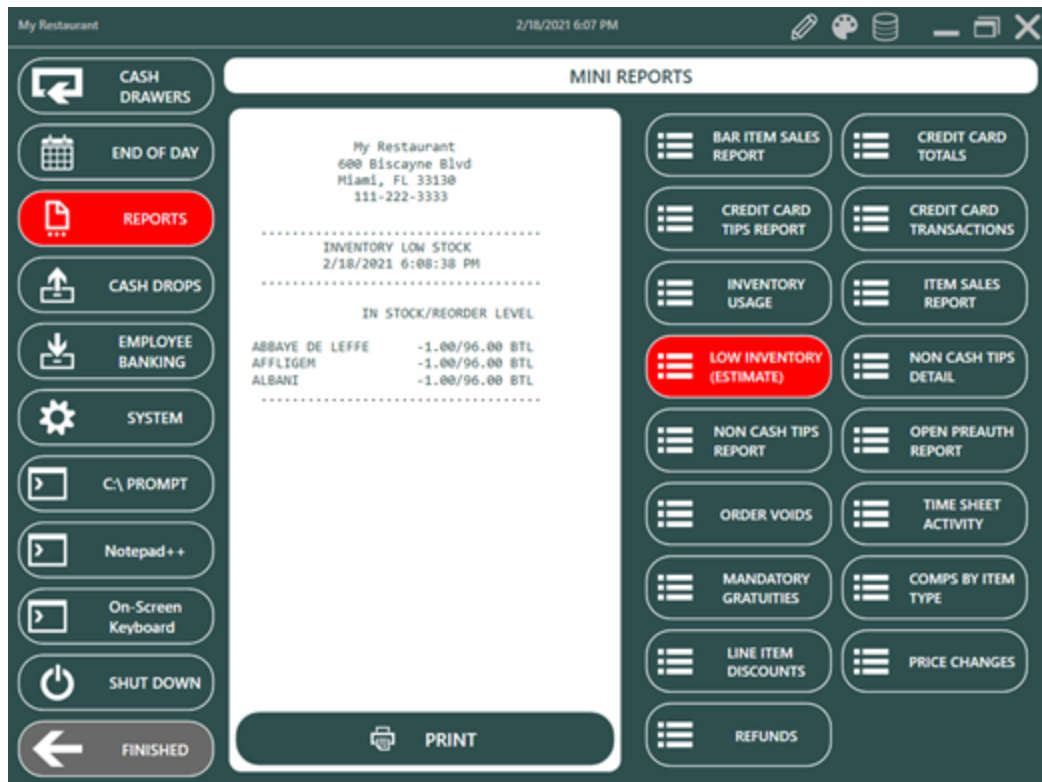 My Restaurant
2/18/2021 6:07 PM
CASH
DRAWERS
END OF DAY
REPORTS
CASH DROPS
EMPLOYEE
BANKING
SYSTEM
C:\ PROMPT
Notepad++
On-Screen
Keyboard
SHUT DOWN
FINISHED
MINI REPORTS
My Restaurant
600 Biscayne Blvd
Miami, FL 33130
111-222-3333
....................................
INVENTORY LOW STOCK
2/18/2021 6:08:38 PM
....................................
IN STOCK/REORDER LEVEL
ABBAYE DE LEFFE -1.00/96.00 BTL
AFFLIGEM -1.00/96.00 BTL
ALBANI -1.00/96.00 BTL
....................................
PRINT
BAR ITEM SALES
REPORT
CREDIT CARD
TOTALS
CREDIT CARD
TIPS REPORT
CREDIT CARD
TRANSACTIONS
INVENTORY
USAGE
ITEM SALES
REPORT
LOW INVENTORY
(ESTIMATE)
NON CASH TIPS
DETAIL
NON CASH TIPS
REPORT
OPEN PREAUTH
REPORT
ORDER VOIDS
TIME SHEET
ACTIVITY
MANDATORY
GRATUITIES
COMPS BY ITEM
TYPE
LINE ITEM
DISCOUNTS
PRICE CHANGES
REFUNDS